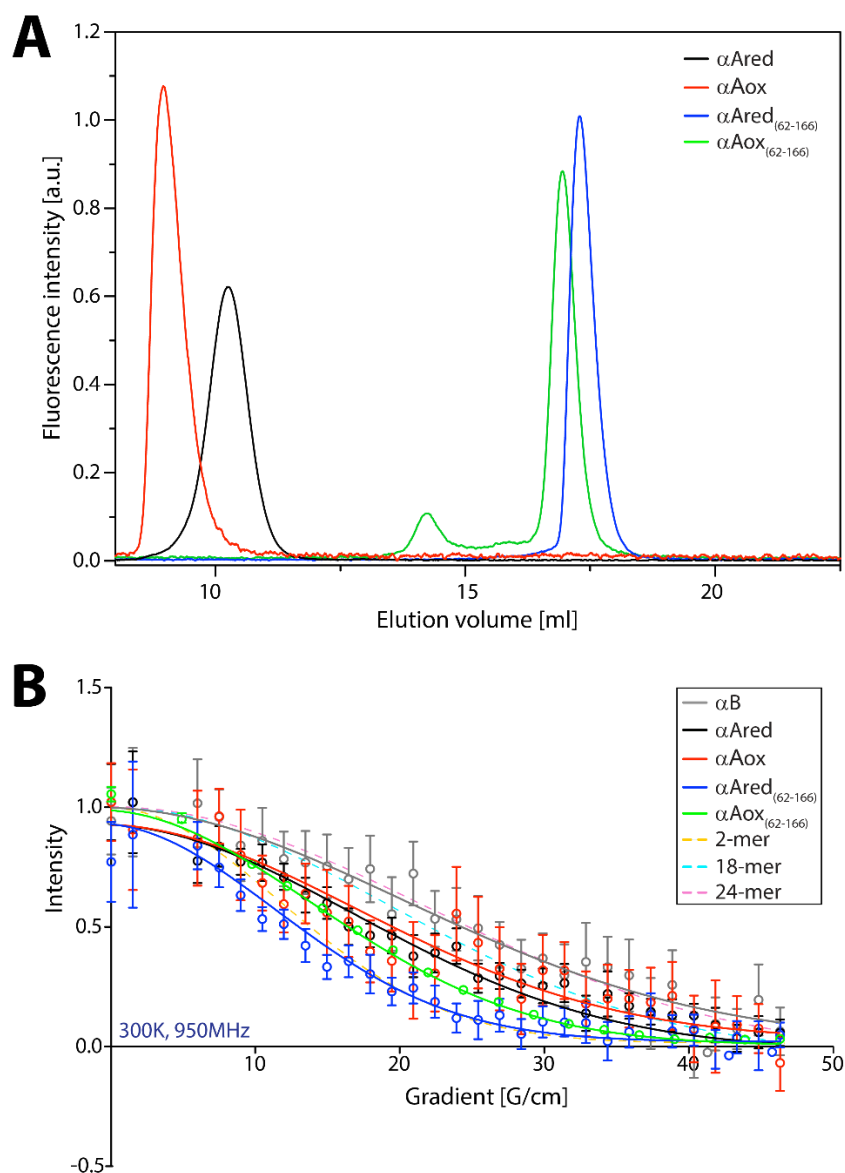 A
1.2
1.0
0.8
0.6
0.4
0.2
0.0
Fluorescence intensity [a.u.]
αAred
αAox
αAred(62-166)
αAox(62-166)
10
15
20
Elution volume [ml]
B
1.5
1.0
0.5
0.0
-0.5
Intensity
αB
αAred
αAox
αAred(62-166)
αAox(62-166)
2-mer
18-mer
24-mer
300K, 950MHz
10
20
30
40
50
Gradient [G/cm]